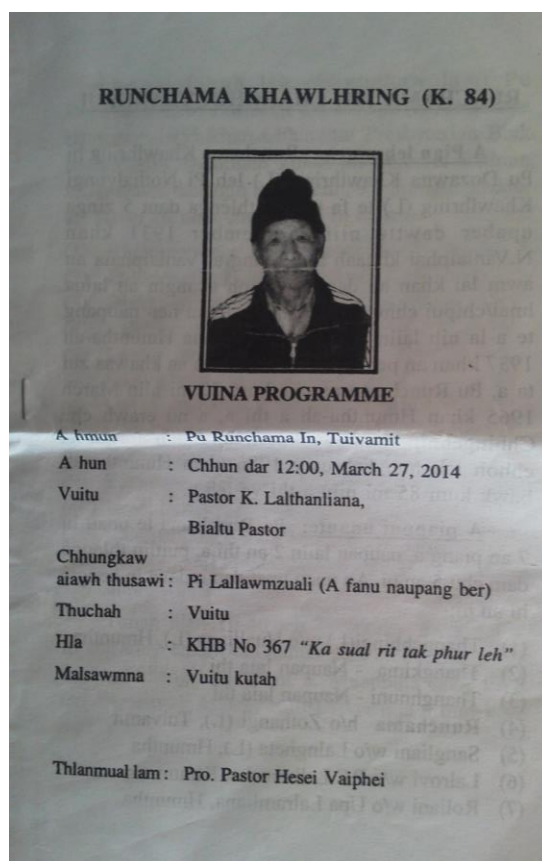 RUNCHAMA KHAWLHRING (K. 84)
VUINA PROGRAMME
A hmun : Pu Runchama In, Tuivamit
A hun : Chhun dar 12:00, March 27, 2014
Vuitu : Pastor K. Lalthanliana,
Bialtu Pastor
Chhungkaw
aiawh thusawi : Pi Lallawmzuali (A fanu naupang ber)
Thuchah : Vuitu
Hla : KHB No 367 "Ka sual rit tak phur leh"
Malsawmna : Vuitu kutah
Thlanmual lam : Pro. Pastor Hesei Vaiphei